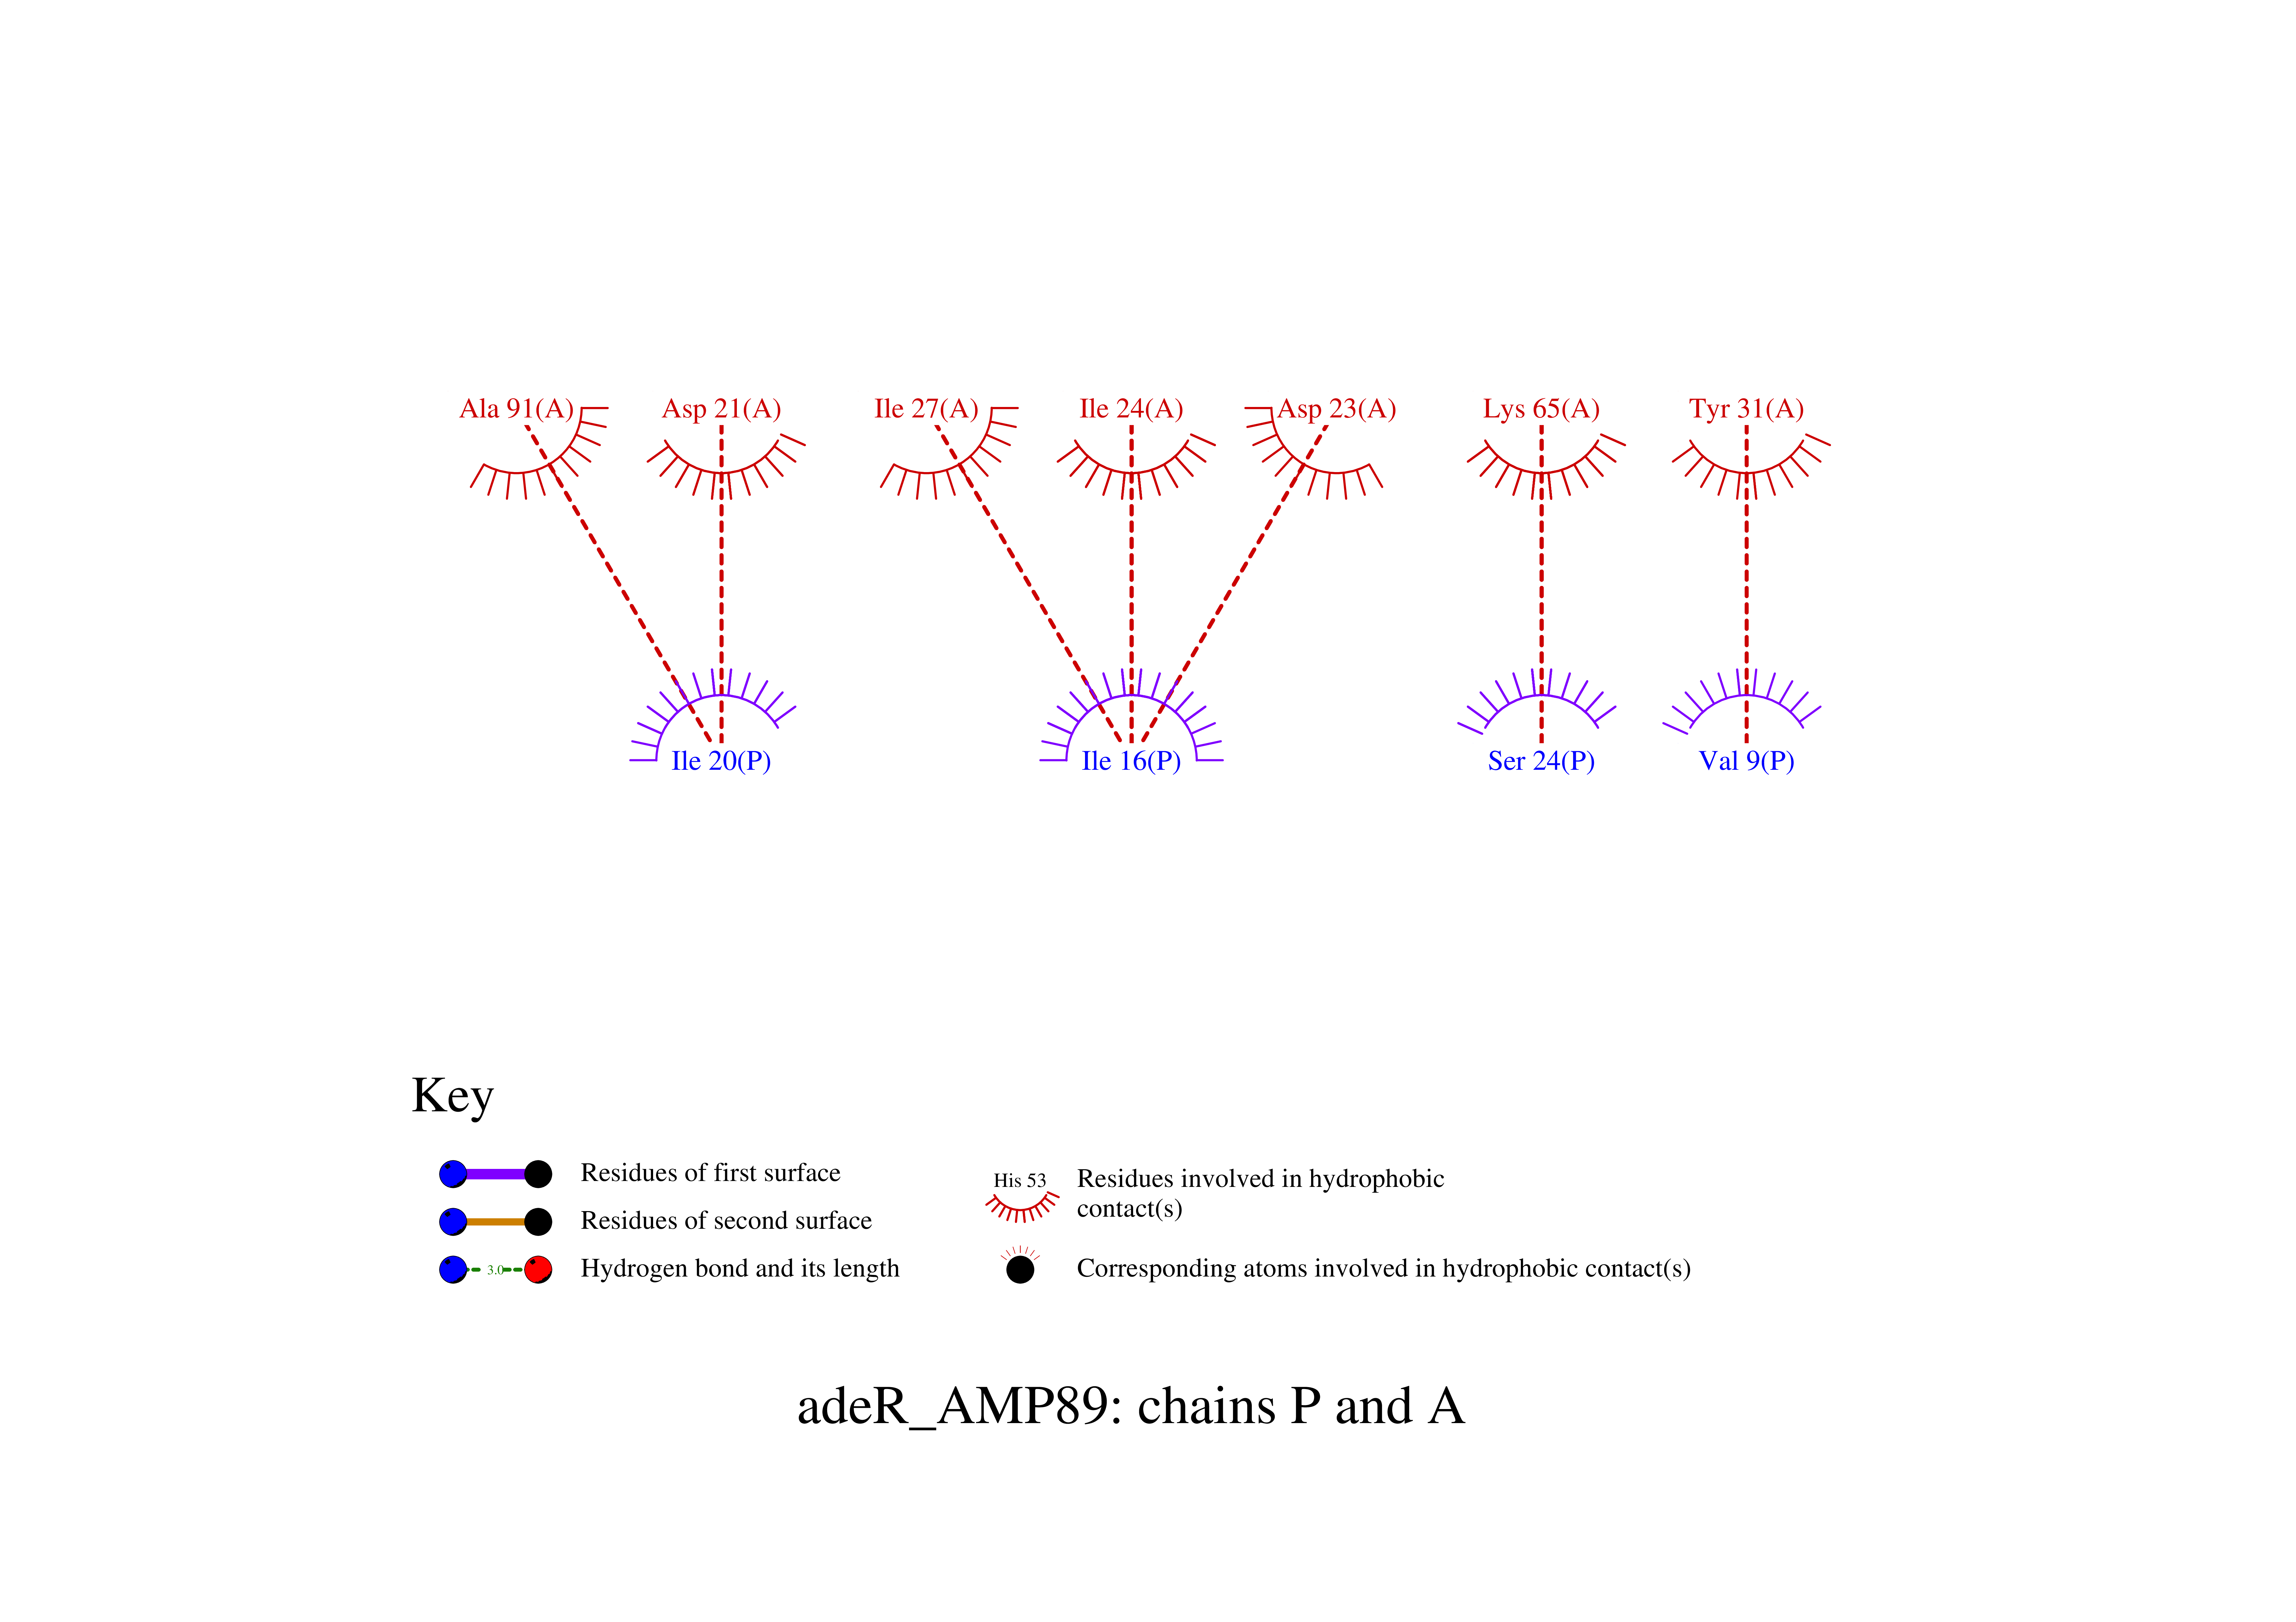 Ala 91(A) Asp 21(A) Ile 27(A) Ile 24(A) Asp 23(A) Lys 65(A) Tyr 31(A)
Ile 20(P) Ile 16(P) Ser 24(P) Val 9(P)
Key
Residues of first surface
Residues of second surface
3.0 Hydrogen bond and its length
His 53 Residues involved in hydrophobic
contact(s)
Corresponding atoms involved in hydrophobic contact(s)
adeR_AMP89: chains P and A